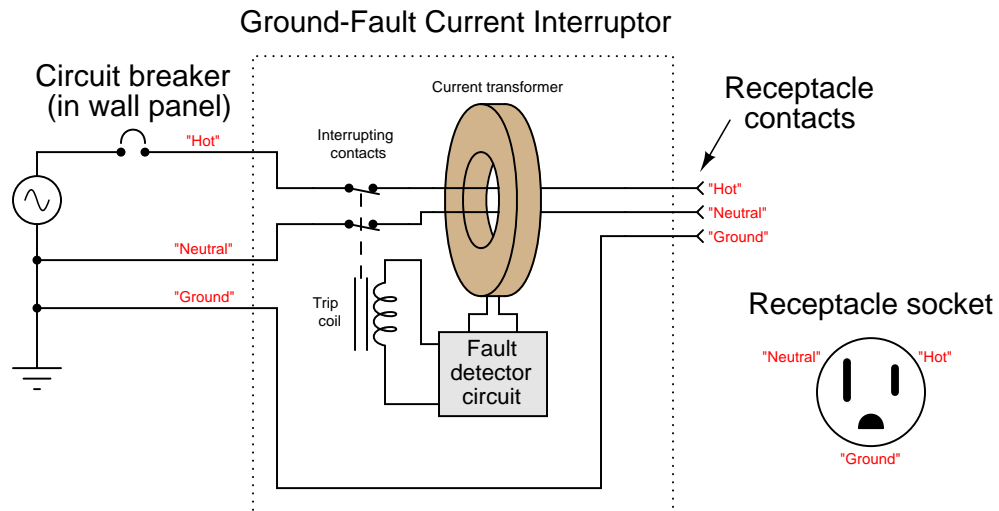 Ground-Fault Current Interruptor
Circuit breaker
(in wall panel)
"Hot"
Interrupting
contacts
Current transformer
Receptacle
contacts
"Hot"
"Neutral"
"Ground"
"Neutral"
"Ground"
Trip
coil
Fault
detector
circuit
Receptacle socket
"Neutral"
"Hot"
"Ground"